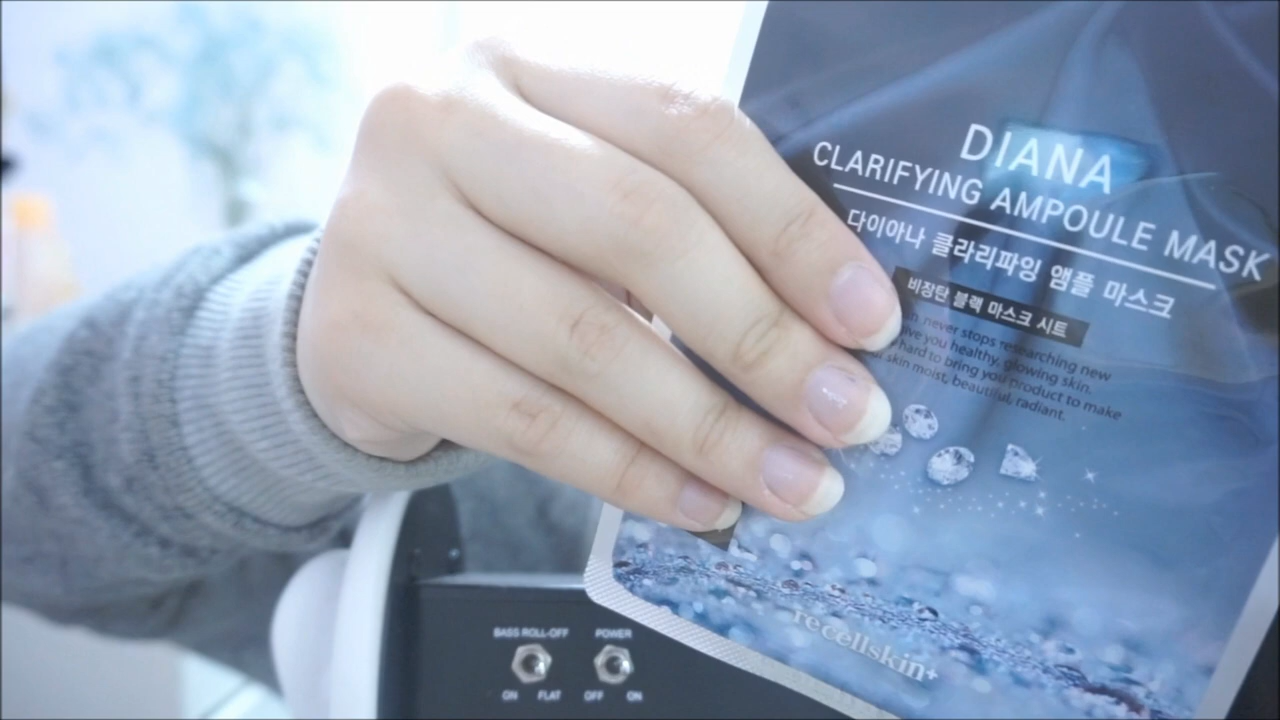 DIANA
CLARIFYING AMPOULE MASK
다이아나 클라리파잉 앰플 마스크
비장탄 블랙 마스크 시트
never stops researching new
give you healthy, glowing skin.
hard to bring you product to make
skin moist, beautiful, radiant.
recellskin+
BASS ROLL-OFF POWER
ON FLAT OFF ON